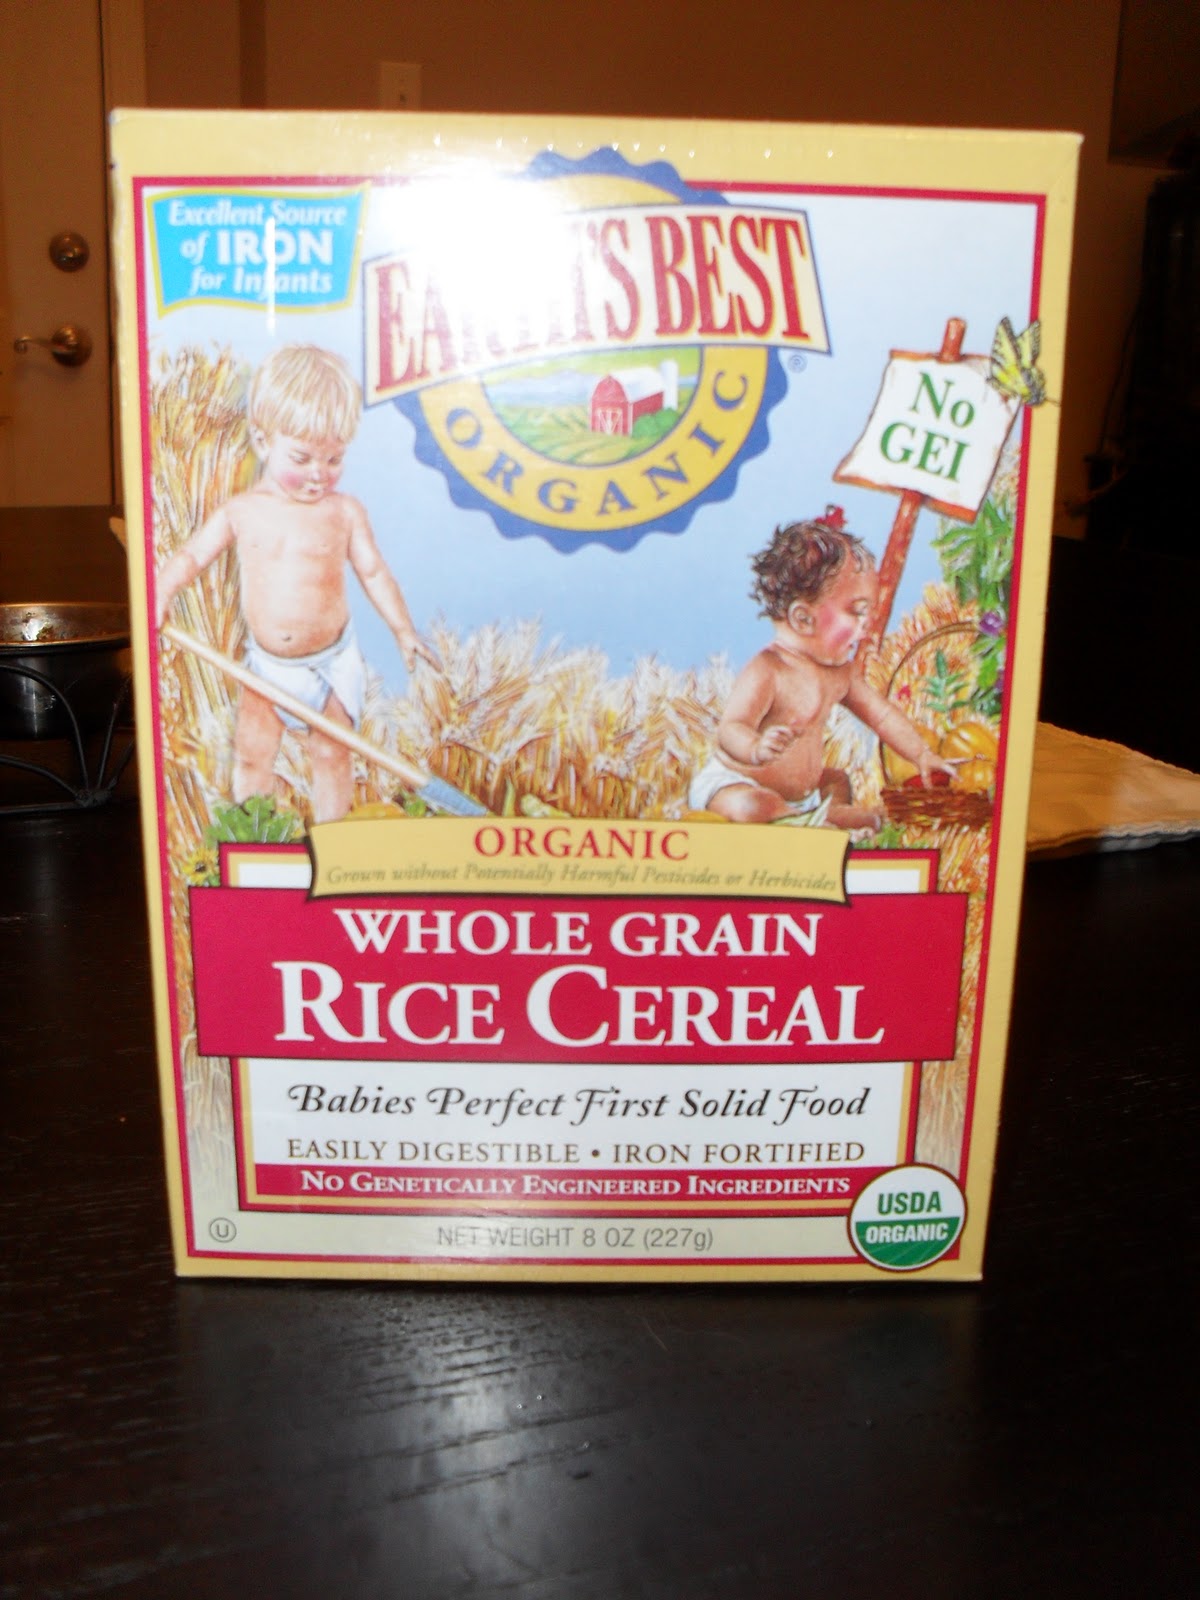 Excellent Source
of IRON
for Infants
EARTH'S BEST
®
ORGANIC
No
GEI
ORGANIC
Grown without Potentially Harmful Pesticides or Herbicides
WHOLE GRAIN
RICE CEREAL
Babies Perfect First Solid Food
EASILY DIGESTIBLE • IRON FORTIFIED
NO GENETICALLY ENGINEERED INGREDIENTS
U
NET WEIGHT 8 OZ (227g)
USDA
ORGANIC